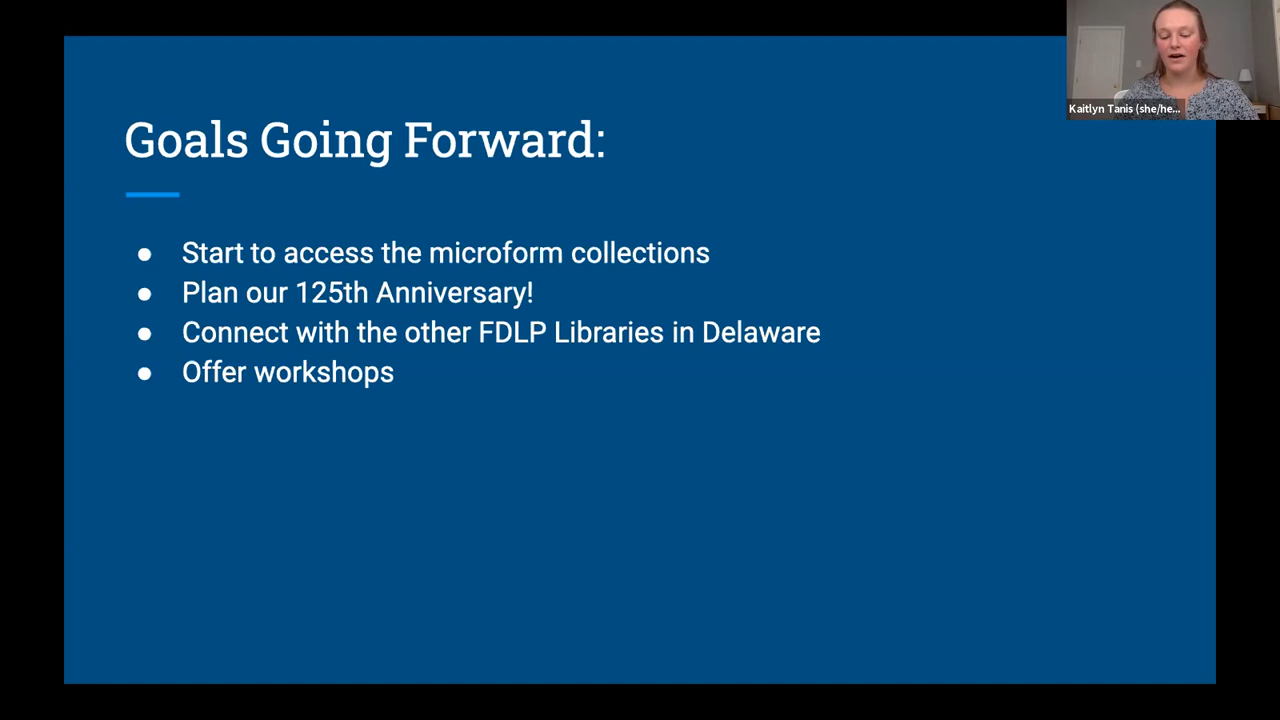 Goals Going Forward:
● Start to access the microform collections
● Plan our 125th Anniversary!
● Connect with the other FDLP Libraries in Delaware
● Offer workshops
Kaitlyn Tanis (she/he...